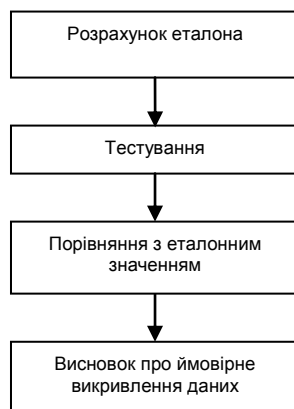 Розрахунок еталона
Тестування
Порівняння з еталонним
значенням
Висновок про ймовірне
викривлення даних